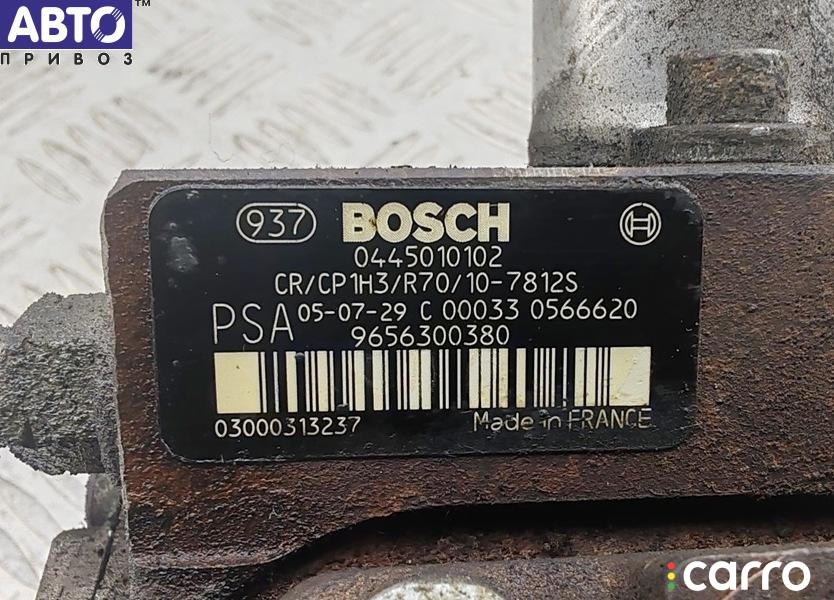 АВТО™
ПРИВОЗ
937 BOSCH
0445010102
CR/CP1H3/R70/10-7812S
PSA 05-07-29 C 00033 0566620
9656300380
03000313237 Made in FRANCE
carro